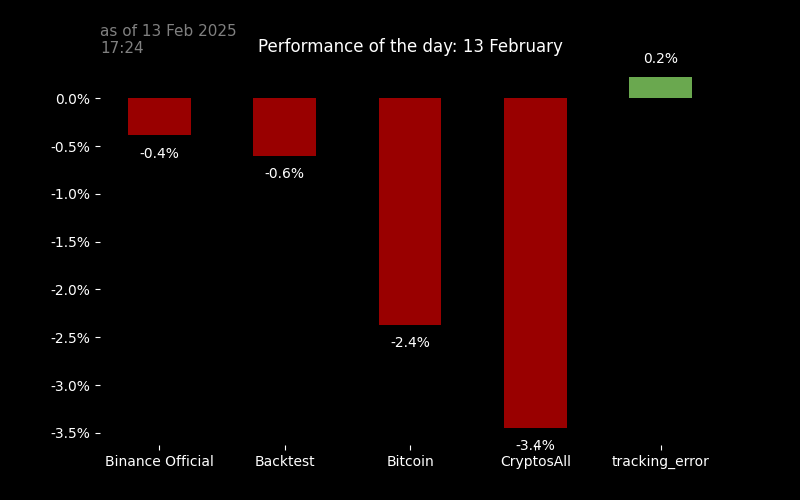 as of 13 Feb 2025
17:24
Performance of the day: 13 February
0.2%
0.0%
-0.5%
-1.0%
-1.5%
-2.0%
-2.5%
-3.0%
-3.5%
-0.4%
-0.6%
-2.4%
-3.4%
Binance Official
Backtest
Bitcoin
CryptosAll
tracking_error